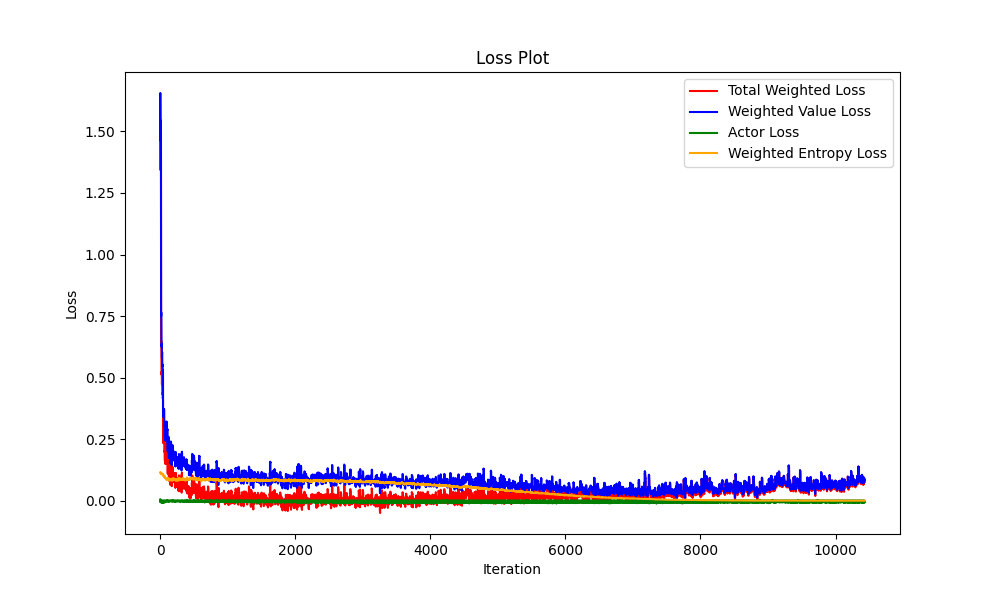 Loss Plot
Total Weighted Loss
Weighted Value Loss
Actor Loss
Weighted Entropy Loss
1.50
1.25
1.00
0.75
0.50
0.25
0.00
Loss
0 2000 4000 6000 8000 10000
Iteration